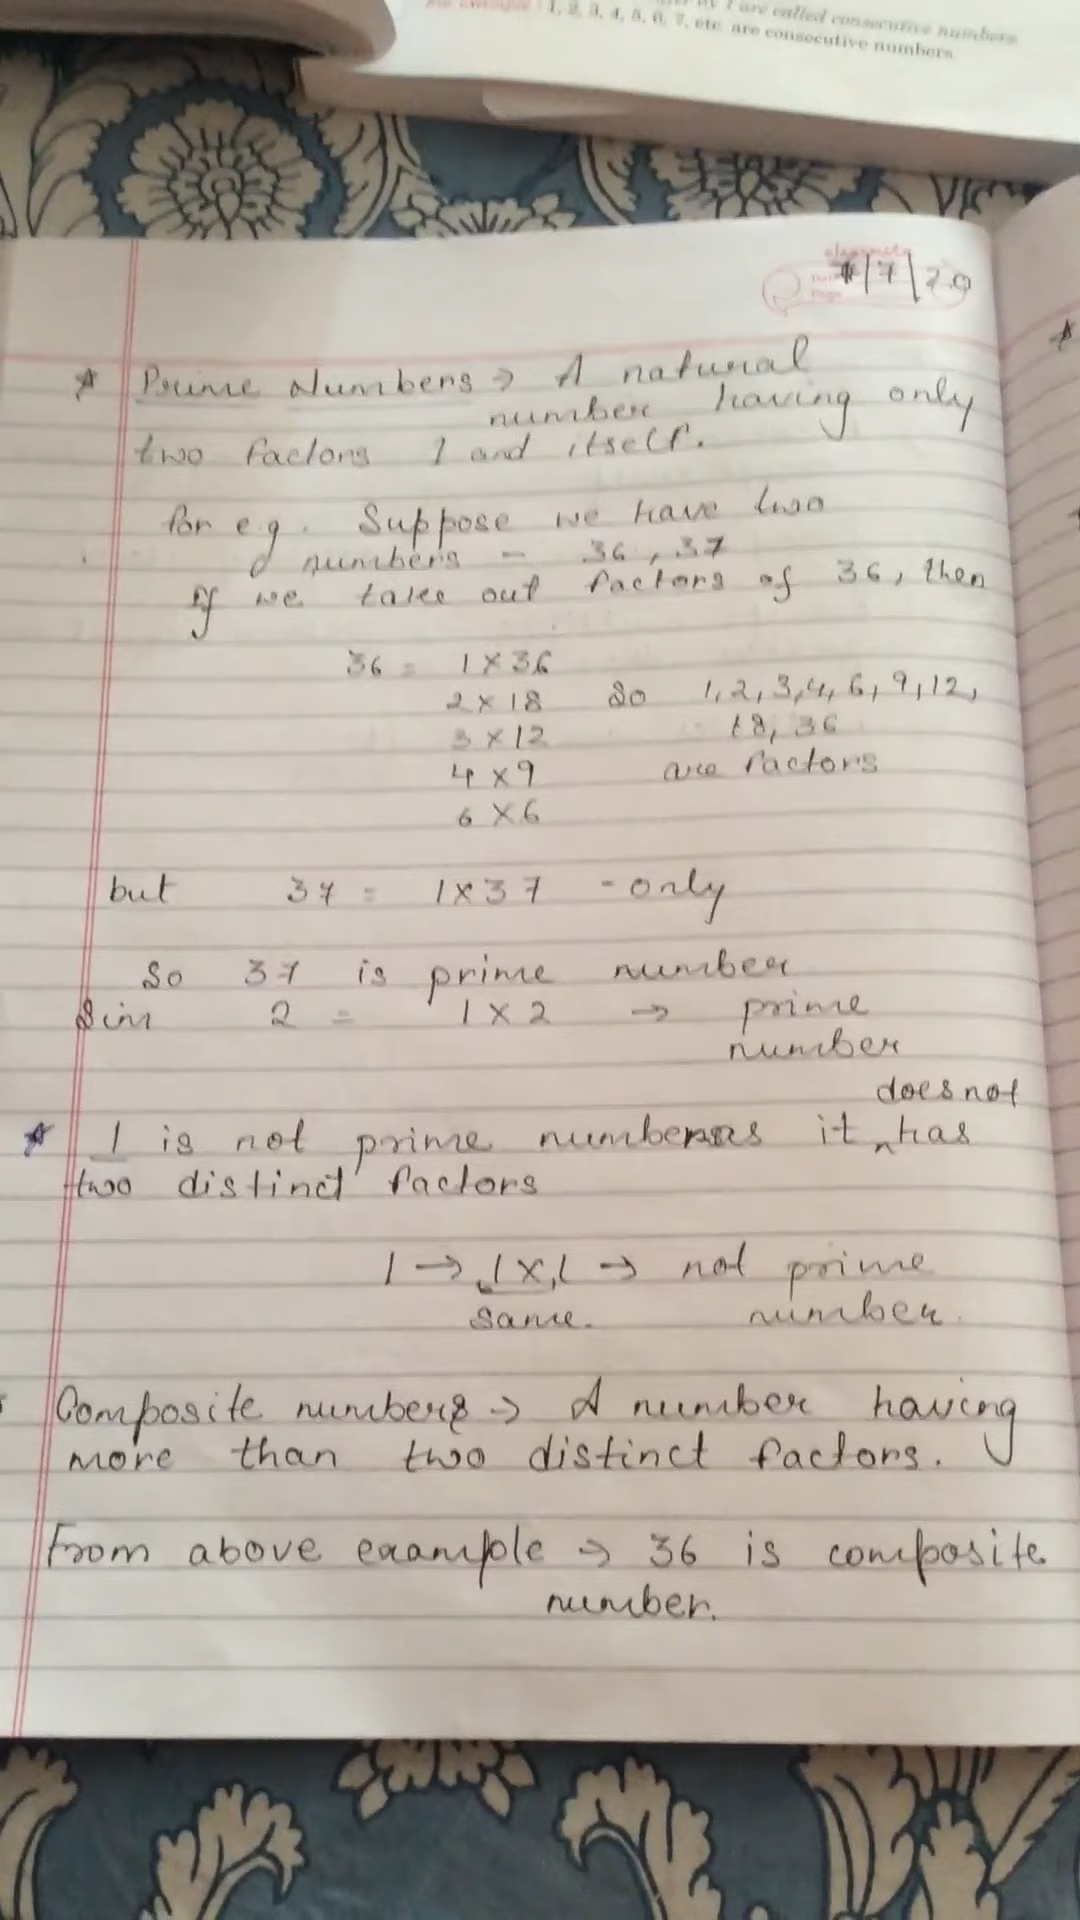 1, 2, 3, 4, 5, 6, 7, etc. are consecutive numbers
by 1 are called consecutive numbers
classmate
Date
Page
/7/20
* Prime Numbers → A natural
number having only
two factors 1 and itself.
for e.g. Suppose we have two
numbers - 36, 37
If we take out factors of 36, then
36 = 1 × 36
2 × 18 So 1, 2, 3, 4, 6, 9, 12,
3 × 12 18, 36
4 × 9 are factors
6 × 6
but 37 = 1 × 37 - only
So 37 is prime number
Sim 2 = 1 × 2 → prime
number
does not
* 1 is not prime number as it ^ has
two distinct factors
1 → 1 × 1 → not prime
same. number.
Composite numbers → A number having
more than two distinct factors.
From above example → 36 is composite
number.